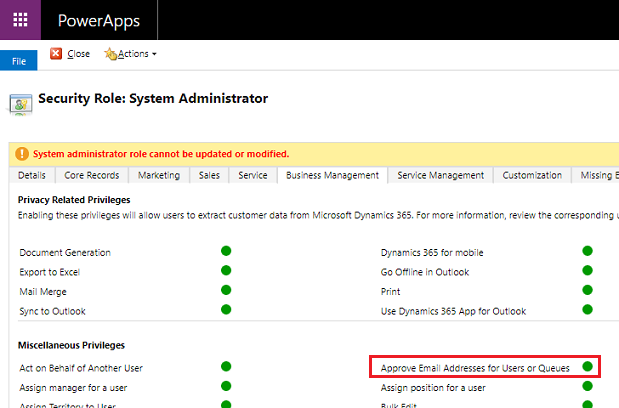 PowerApps
File Close Actions
Security Role: System Administrator
System administrator role cannot be updated or modified.
Details Core Records Marketing Sales Service Business Management Service Management Customization Missing
Privacy Related Privileges
Enabling these privileges will allow users to extract customer data from Microsoft Dynamics 365. For more information, review the corresponding
Document Generation Dynamics 365 for mobile
Export to Excel Go Offline in Outlook
Mail Merge Print
Sync to Outlook Use Dynamics 365 App for Outlook
Miscellaneous Privileges
Act on Behalf of Another User Approve Email Addresses for Users or Queues
Assign manager for a user Assign position for a user
Assign Territory to User Bulk Edit